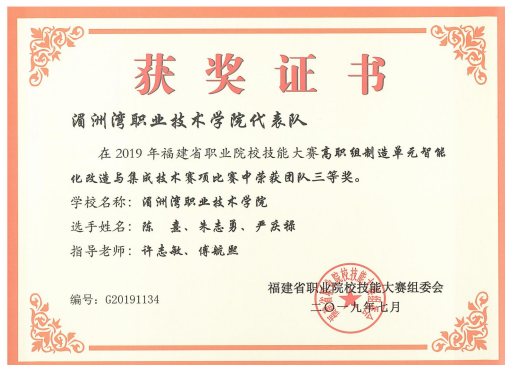 获奖证书
湄洲湾职业技术学院代表队
在2019年福建省职业院校技能大赛高职组制造单元智能
化改造与集成技术赛项比赛中荣获团队三等奖。
学校名称：湄洲湾职业技术学院
选手姓名：陈 、朱志勇、严庆禄
指导老师：许志敏、傅航熙
福建省职业院校技能大赛组委会
二〇一九年七月
编号：G20191134